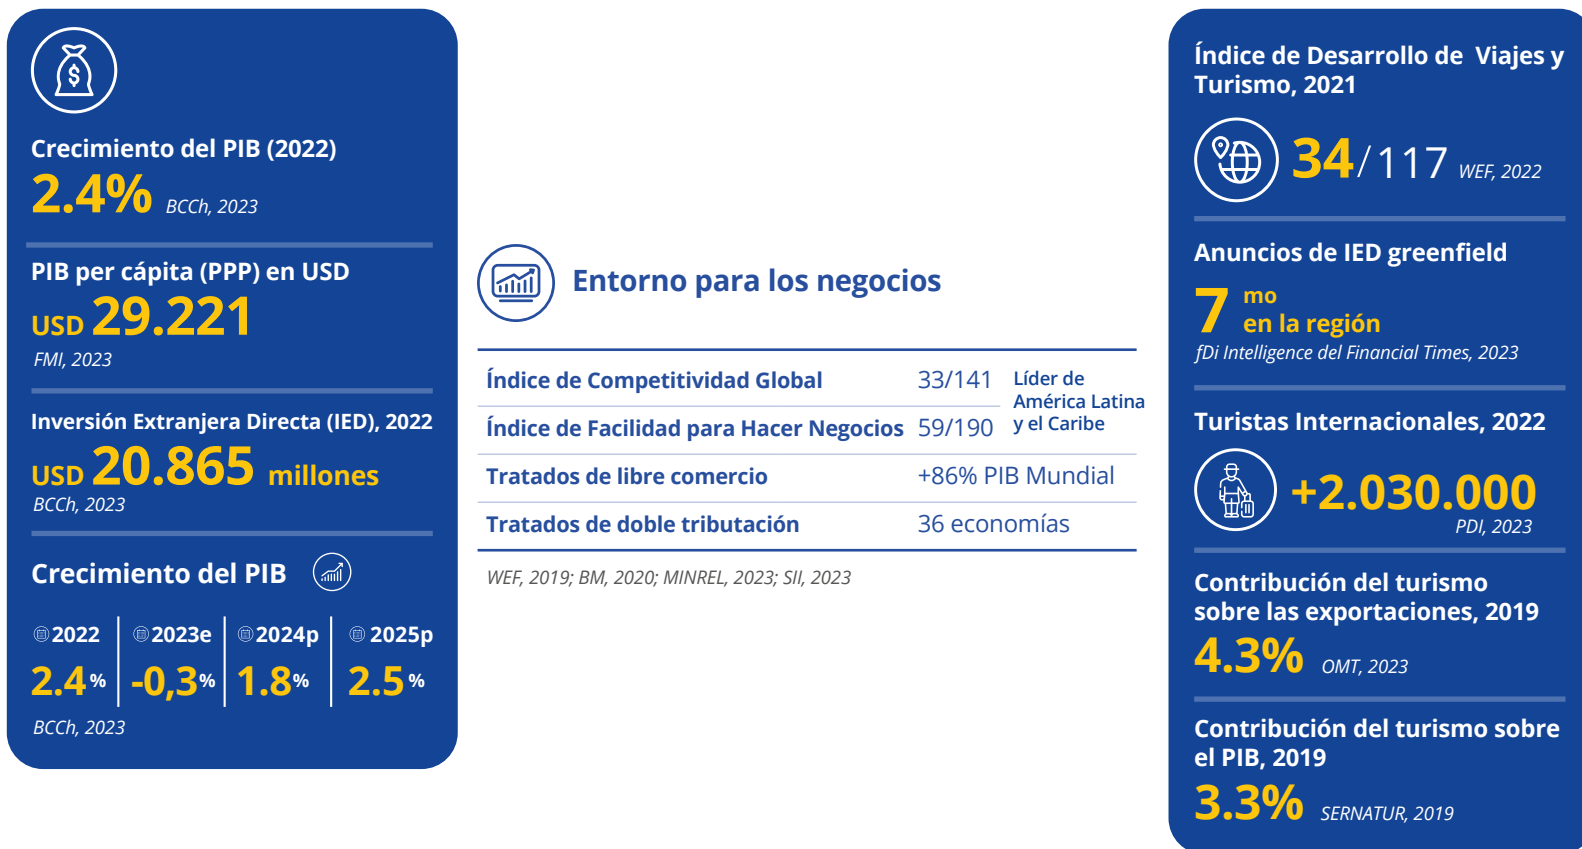 Crecimiento del PIB (2022)
2.4% BCCh, 2023
PIB per cápita (PPP) en USD
USD 29.221
FMI, 2023
Inversión Extranjera Directa (IED), 2022
USD 20.865 millones
BCCh, 2023
Crecimiento del PIB
2022 2023e 2024p 2025p
2.4% -0,3% 1.8% 2.5%
BCCh, 2023
Entorno para los negocios
Índice de Competitividad Global 33/141
Índice de Facilidad para Hacer Negocios 59/190
Líder de
América Latina
y el Caribe
Tratados de libre comercio +86% PIB Mundial
Tratados de doble tributación 36 economías
WEF, 2019; BM, 2020; MINREL, 2023; SII, 2023
Índice de Desarrollo de Viajes y
Turismo, 2021
34/117 WEF, 2022
Anuncios de IED greenfield
7 mo
en la región
fDi Intelligence del Financial Times, 2023
Turistas Internacionales, 2022
+2.030.000
PDI, 2023
Contribución del turismo
sobre las exportaciones, 2019
4.3% OMT, 2023
Contribución del turismo sobre
el PIB, 2019
3.3% SERNATUR, 2019